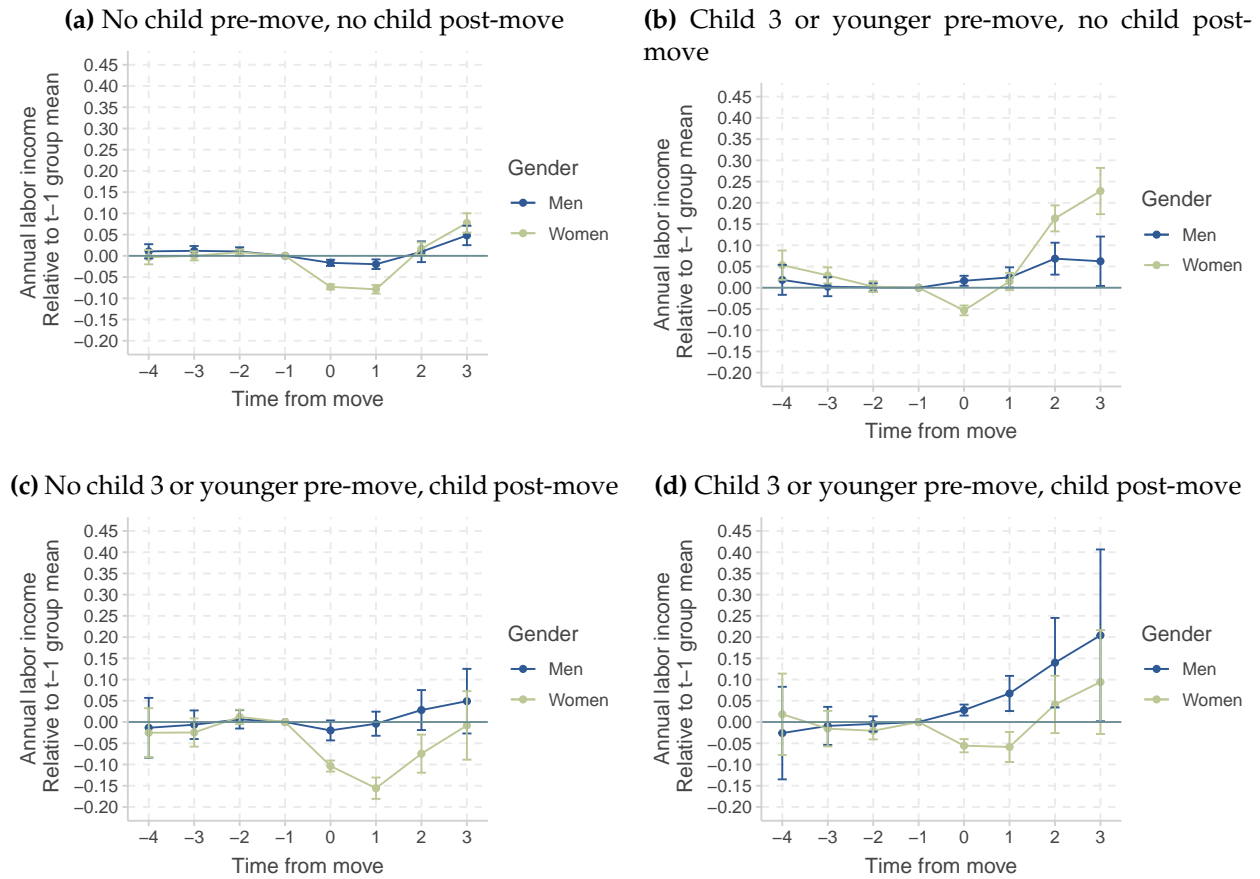 (a) No child pre-move, no child post-move
0.45
0.40
0.35
0.30
0.25
0.20
0.15
0.10
0.05
0.00
−0.05
−0.10
−0.15
−0.20
Annual labor income
Relative to t−1 group mean
−4 −3 −2 −1 0 1 2 3
Time from move
Gender
Men
Women
(b) Child 3 or younger pre-move, no child post-
move
0.45
0.40
0.35
0.30
0.25
0.20
0.15
0.10
0.05
0.00
−0.05
−0.10
−0.15
−0.20
Annual labor income
Relative to t−1 group mean
−4 −3 −2 −1 0 1 2 3
Time from move
Gender
Men
Women
(c) No child 3 or younger pre-move, child post-move
0.45
0.40
0.35
0.30
0.25
0.20
0.15
0.10
0.05
0.00
−0.05
−0.10
−0.15
−0.20
Annual labor income
Relative to t−1 group mean
−4 −3 −2 −1 0 1 2 3
Time from move
Gender
Men
Women
(d) Child 3 or younger pre-move, child post-move
0.45
0.40
0.35
0.30
0.25
0.20
0.15
0.10
0.05
0.00
−0.05
−0.10
−0.15
−0.20
Annual labor income
Relative to t−1 group mean
−4 −3 −2 −1 0 1 2 3
Time from move
Gender
Men
Women